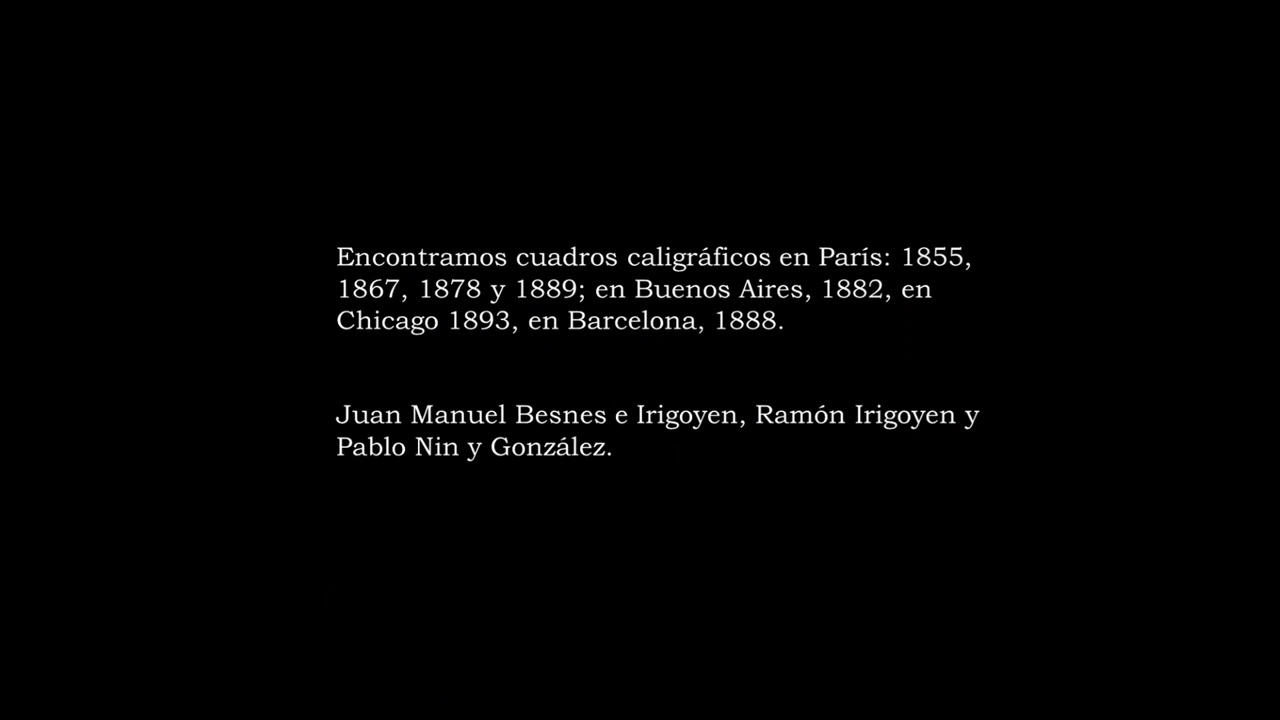 Encontramos cuadros caligráficos en París: 1855,
1867, 1878 y 1889; en Buenos Aires, 1882, en
Chicago 1893, en Barcelona, 1888.
Juan Manuel Besnes e Irigoyen, Ramón Irigoyen y
Pablo Nin y González.